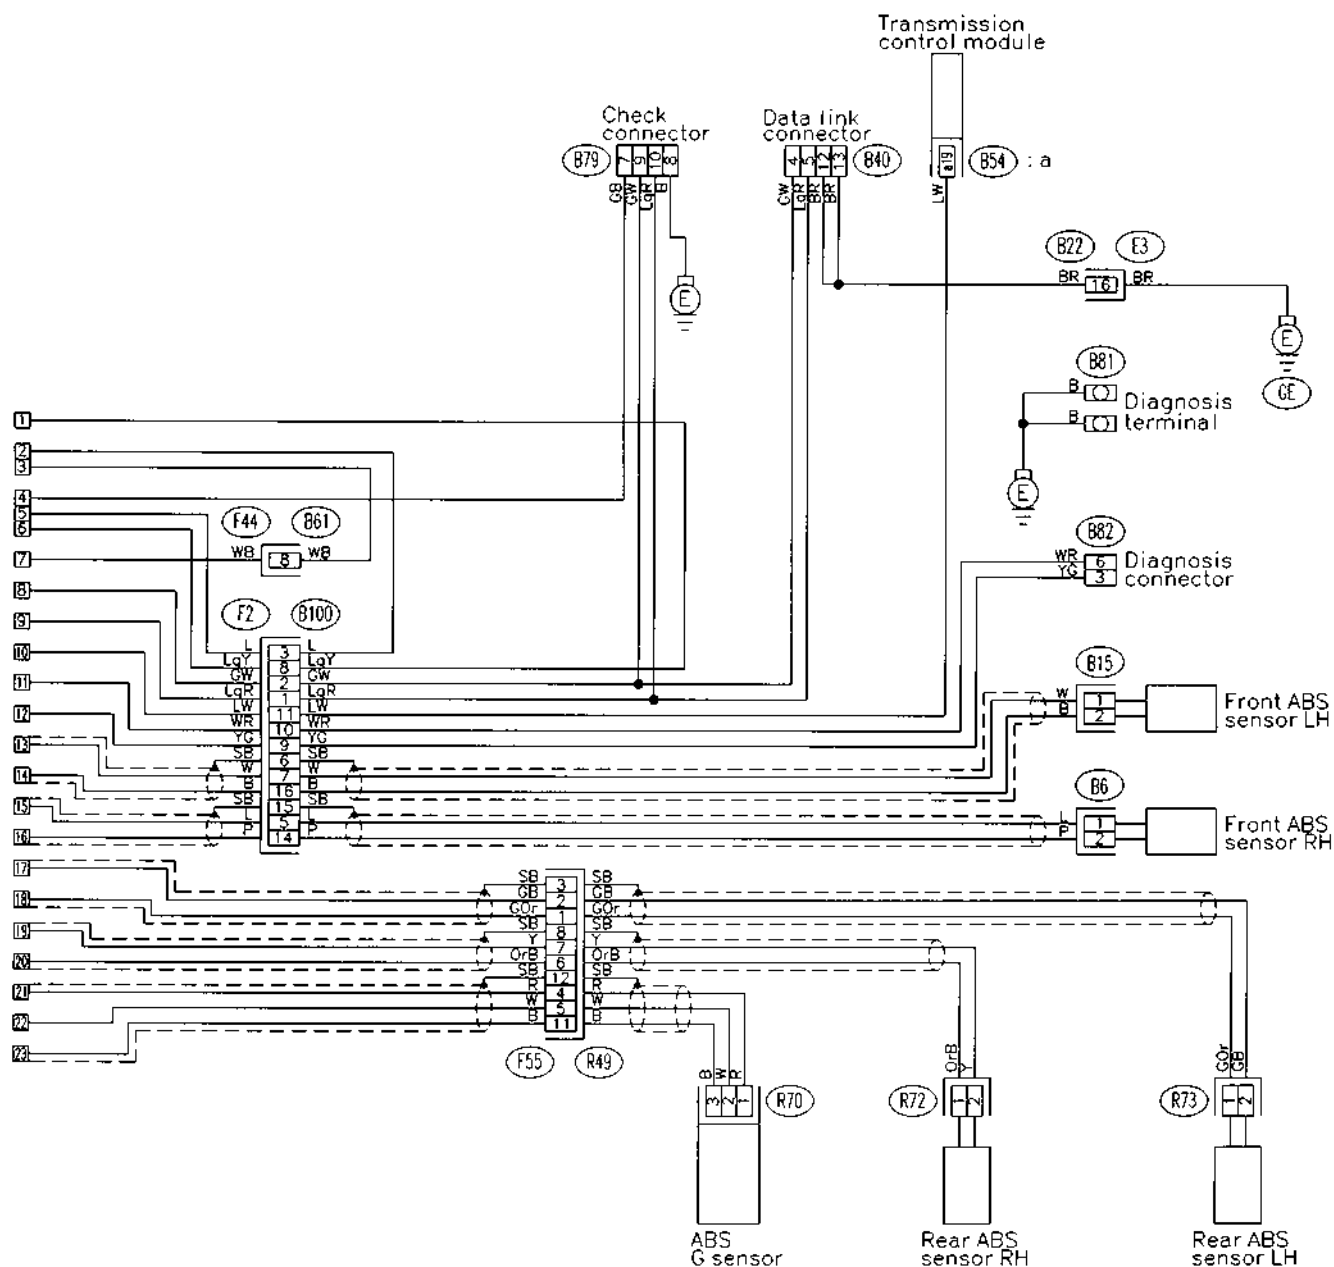 Transmission
control module
Check
connector
Data link
connector
B79
7
9
10
8
4
5
12
13
B40
a19
B54
: a
GB
GW
LgR
B
GW
LgR
BR
BR
LW
B22
E3
BR
16
BR
E
E
GE
B81
B
B
Diagnosis
terminal
E
1
2
3
4
5
6
7
8
9
10
11
12
13
14
15
16
17
18
19
20
21
22
23
F44
B61
WB
8
WB
B82
WR
6
YG
3
Diagnosis
connector
F2
B100
L
3
L
LgY
8
LgY
GW
2
GW
LgR
1
LgR
LW
11
LW
WR
10
WR
YG
9
YG
SB
6
SB
W
7
W
B
16
B
SB
15
SB
L
5
L
P
14
P
B15
W
1
B
2
Front ABS
sensor LH
B6
L
1
P
2
Front ABS
sensor RH
SB
3
SB
GB
2
GB
GOr
1
GOr
SB
8
SB
Y
7
Y
OrB
6
OrB
SB
12
SB
R
4
R
W
5
W
B
11
B
F55
R49
B
W
R
3
2
1
R70
OrB
Y
R72
1
2
GOr
GB
R73
1
2
ABS
G sensor
Rear ABS
sensor RH
Rear ABS
sensor LH